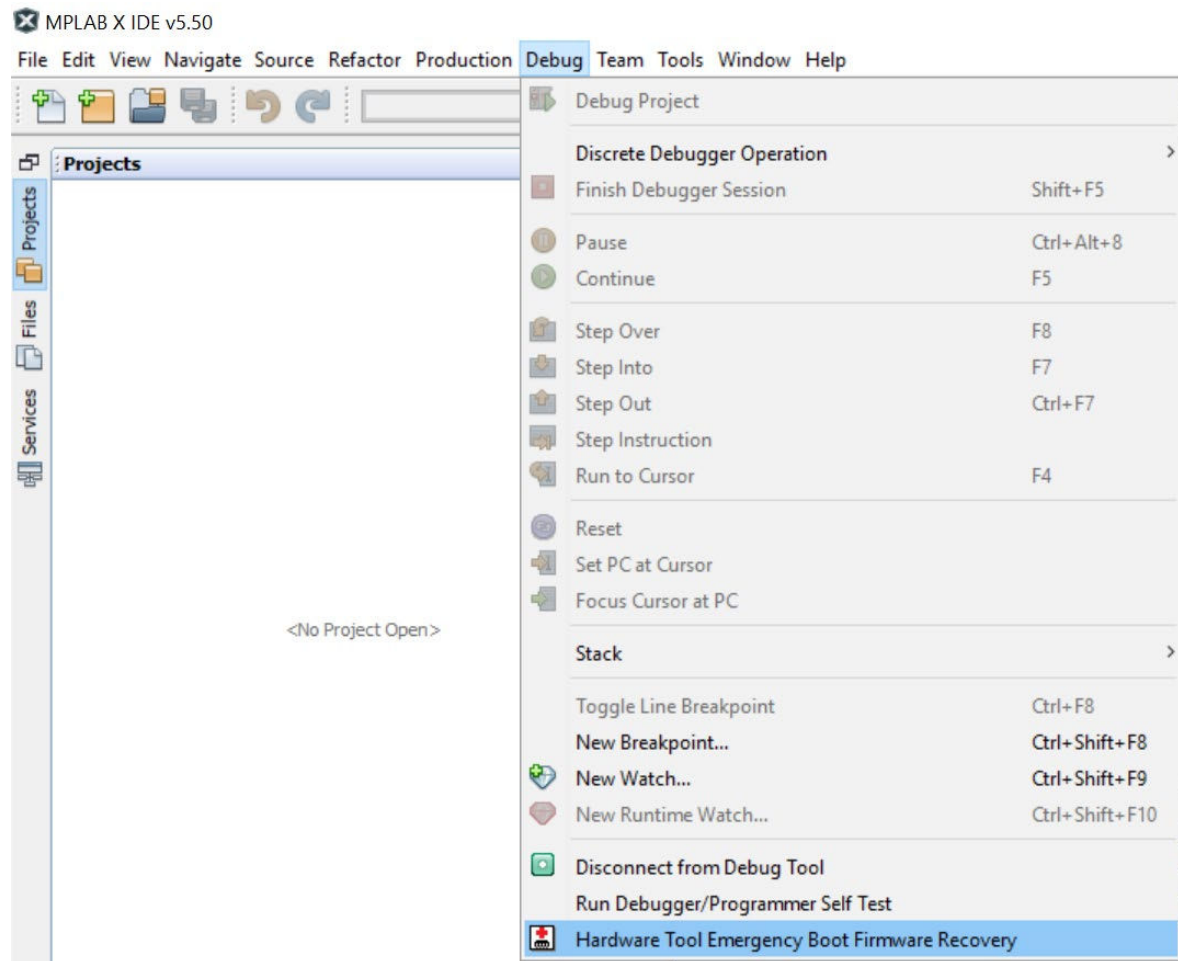 MPLAB X IDE v5.50
File Edit View Navigate Source Refactor Production Debug Team Tools Window Help
Projects
Projects
Files
Services
<No Project Open>
Debug Project
Discrete Debugger Operation
Finish Debugger Session Shift+F5
Pause Ctrl+Alt+8
Continue F5
Step Over F8
Step Into F7
Step Out Ctrl+F7
Step Instruction
Run to Cursor F4
Reset
Set PC at Cursor
Focus Cursor at PC
Stack
Toggle Line Breakpoint Ctrl+F8
New Breakpoint... Ctrl+Shift+F8
New Watch... Ctrl+Shift+F9
New Runtime Watch... Ctrl+Shift+F10
Disconnect from Debug Tool
Run Debugger/Programmer Self Test
Hardware Tool Emergency Boot Firmware Recovery